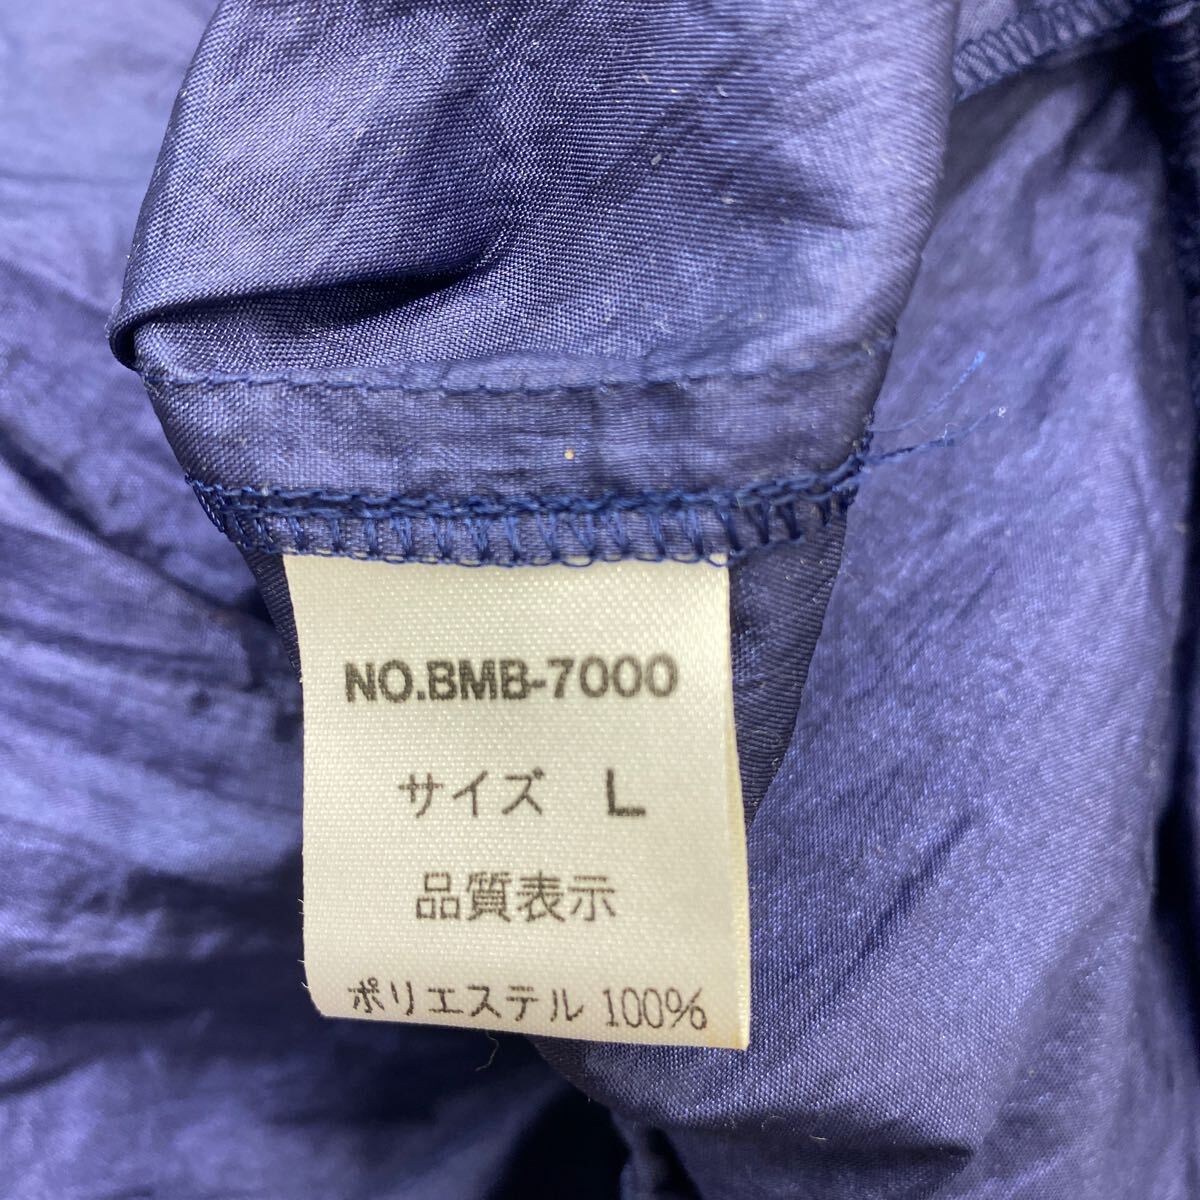 NO.BMB-7000
サイズ L
品質表示
ポリエステル 100%